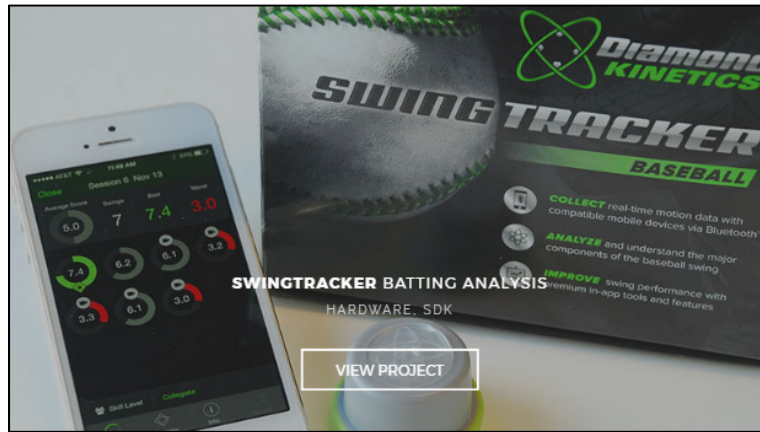 Diamond
KINETICS
SWING
TRACKER
BASEBALL
COLLECT real-time motion data with
compatible mobile devices via Bluetooth
ANALYZE and understand the major
components of the baseball swing
IMPROVE swing performance with
premium in-app tools and features
AT&T
11:49 AM
Close
Session 6 Nov 13
Average Score
Swings
Best
Worst
5.0
7
7.4
3.0
7.4
6.2
6.1
3.2
3.3
6.1
3.0
Skill Level
Collegiate
Info
SWINGTRACKER BATTING ANALYSIS
HARDWARE, SDK
VIEW PROJECT